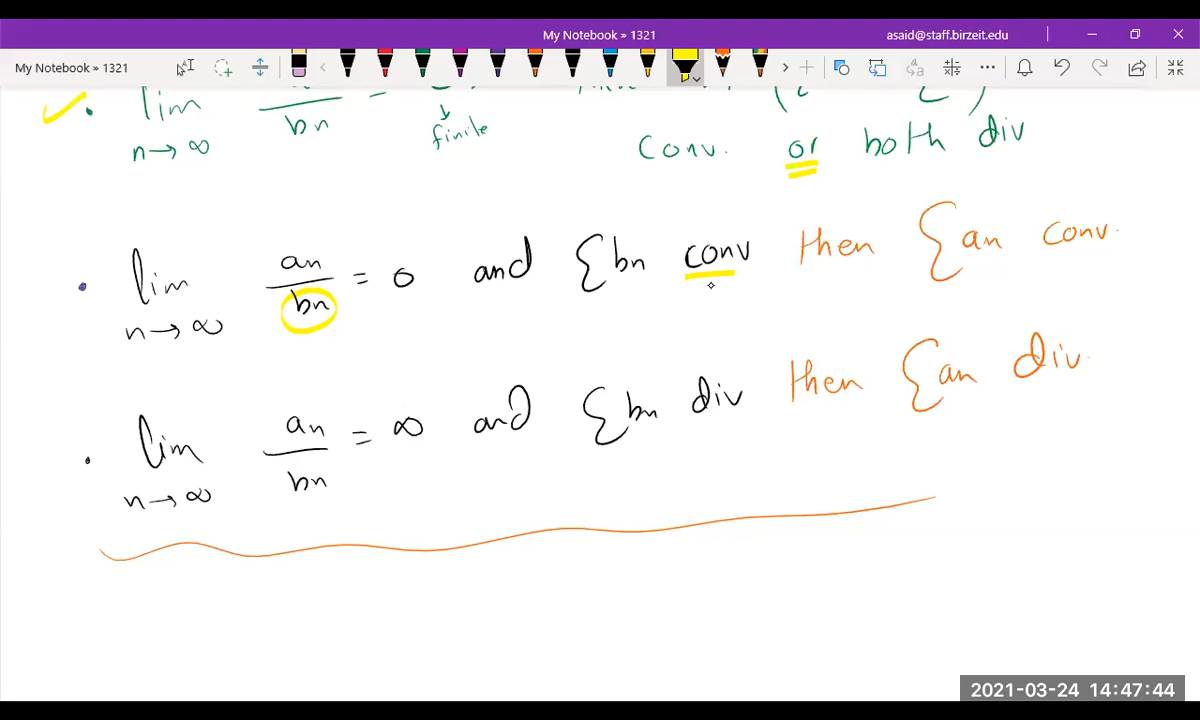 My Notebook » 1321
asaid@staff.birzeit.edu
My Notebook » 1321
lim n→∞ bn = finite
conv. or both div
• lim n→∞ an/bn = 0 and Σbn conv then Σan conv.
• lim n→∞ an/bn = ∞ and Σbn div then Σan div.
2021-03-24 14:47:44